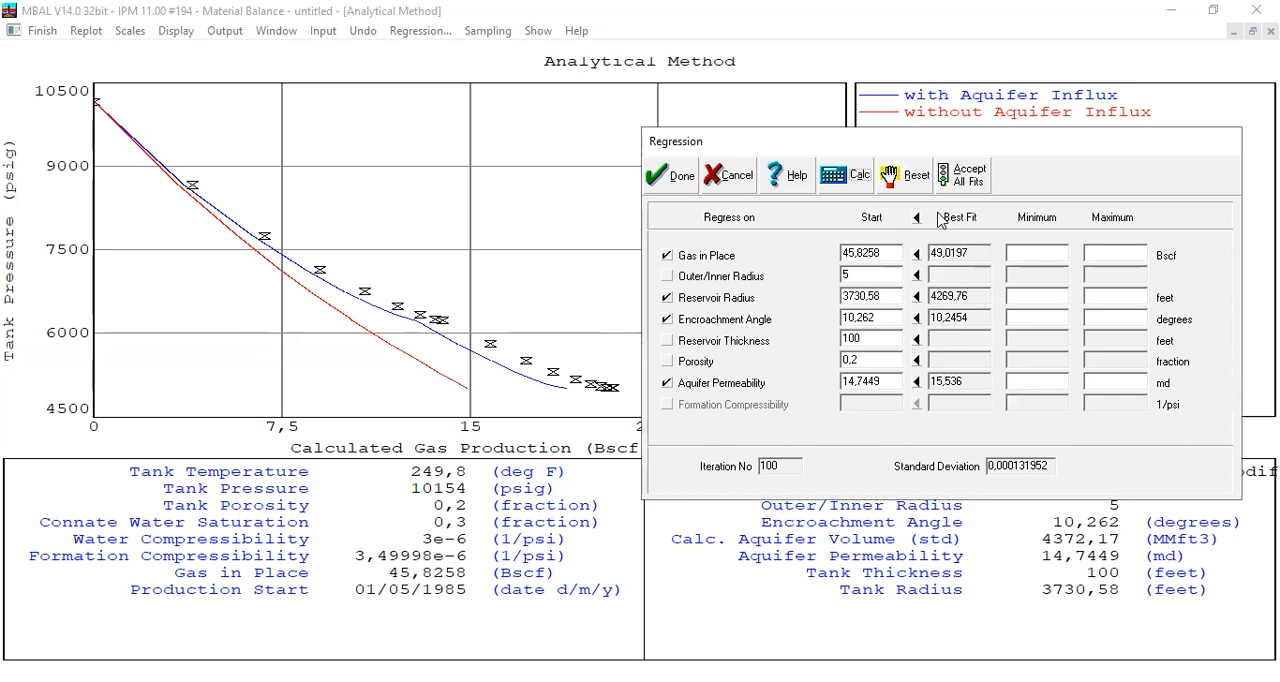 MBAL V14.0 32bit - IPM 11.00 #194 - Material Balance - untitled - [Analytical Method]
Finish Replot Scales Display Output Window Input Undo Regression... Sampling Show Help
Analytical Method
with Aquifer Influx
without Aquifer Influx
Tank Pressure (psig)
10500
9000
7500
6000
4500
0 7,5 15
Calculated Gas Production (Bscf
Regression
Done Cancel Help Calc Reset Accept All Fits
Regress on Start Best Fit Minimum Maximum
Gas in Place 45,8258 49,0197 Bscf
Outer/Inner Radius 5
Reservoir Radius 3730,58 4269,76 feet
Encroachment Angle 10,262 10,2454 degrees
Reservoir Thickness 100 feet
Porosity 0,2 fraction
Aquifer Permeability 14,7449 15,536 md
Formation Compressibility 1/psi
Iteration No 100 Standard Deviation 0,000131952
Tank Temperature 249,8 (deg F)
Tank Pressure 10154 (psig)
Tank Porosity 0,2 (fraction)
Connate Water Saturation 0,3 (fraction)
Water Compressibility 3e-6 (1/psi)
Formation Compressibility 3,49998e-6 (1/psi)
Gas in Place 45,8258 (Bscf)
Production Start 01/05/1985 (date d/m/y)
Outer/Inner Radius 5
Encroachment Angle 10,262 (degrees)
Calc. Aquifer Volume (std) 4372,17 (MMft3)
Aquifer Permeability 14,7449 (md)
Tank Thickness 100 (feet)
Tank Radius 3730,58 (feet)